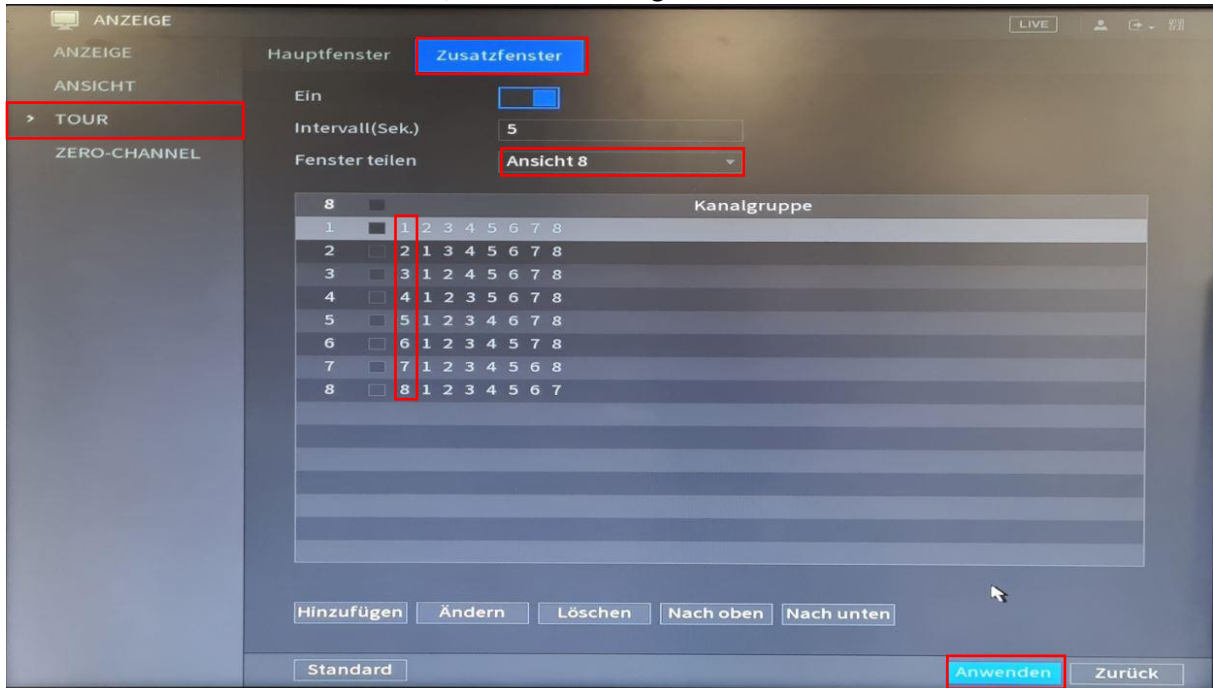 ANZEIGE
LIVE
ANZEIGE
ANSICHT
> TOUR
ZERO-CHANNEL
Hauptfenster Zusatzfenster
Ein
Intervall(Sek.) 5
Fenster teilen Ansicht 8
8 Kanalgruppe
1 1 2 3 4 5 6 7 8
2 2 1 3 4 5 6 7 8
3 3 1 2 4 5 6 7 8
4 4 1 2 3 5 6 7 8
5 5 1 2 3 4 6 7 8
6 6 1 2 3 4 5 7 8
7 7 1 2 3 4 5 6 8
8 8 1 2 3 4 5 6 7
Hinzufügen Ändern Löschen Nach oben Nach unten
Standard Anwenden Zurück